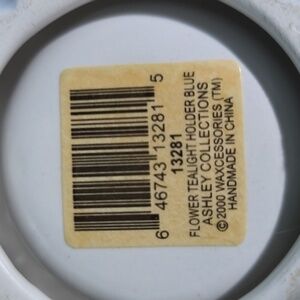 6 46743 13281 5
13281
FLOWER TEALIGHT HOLDER BLUE
ASHLEY COLLECTIONS
©2000 WAXCESSORIES (TM)
HANDMADE IN CHINA